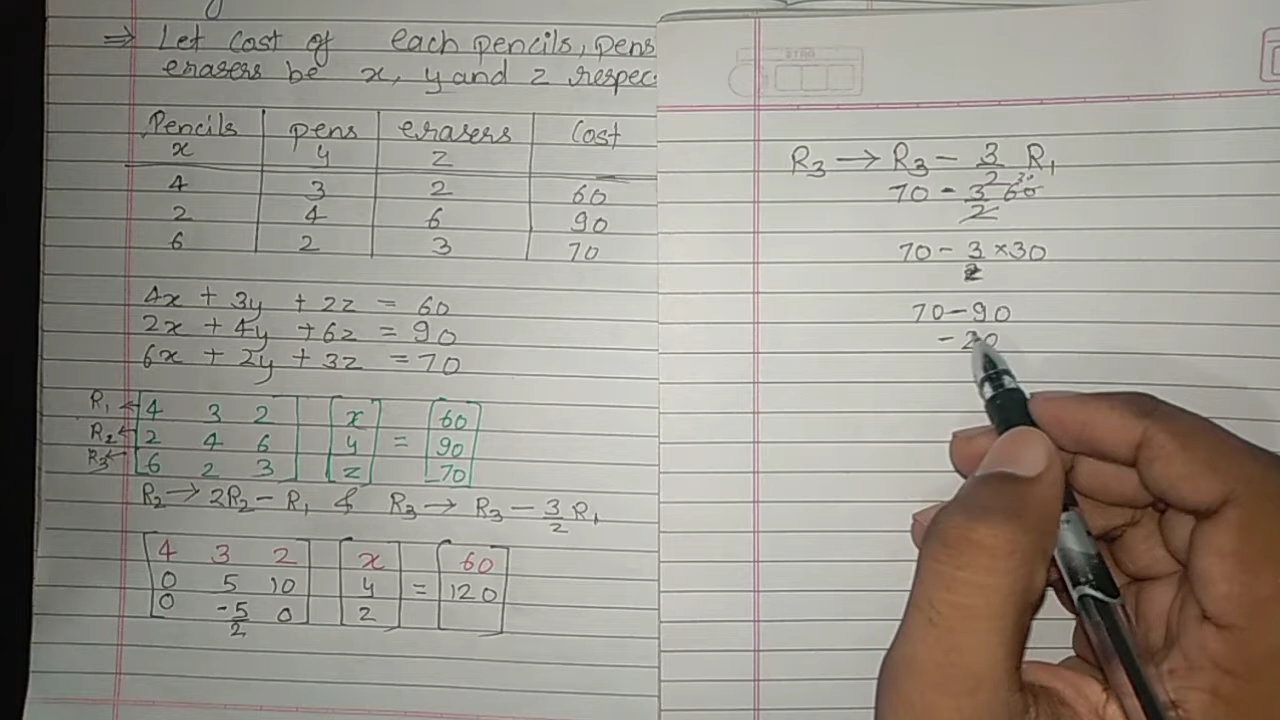 ⇒ Let Cost of each pencils, pens
erasers be x, y and z respec
Pencils pens erasers Cost
x y z
4 3 2 60
2 4 6 90
6 2 3 70
4x + 3y + 2z = 60
2x + 4y + 6z = 90
6x + 2y + 3z = 70
R1 ← [4 3 2] [x] = [60]
R2 ← [2 4 6] [y] = [90]
R3 ← [6 2 3] [z] = [70]
R2 → 2R2 - R1 & R3 → R3 - 3/2 R1
[4 3 2] [x] = [60]
[0 5 10] [y] = [120]
[0 -5/2 0] [z]
R3 → R3 - 3/2 R1
70 - 3/2 60 30
70 - 3/2 × 30
70 - 90
- 20